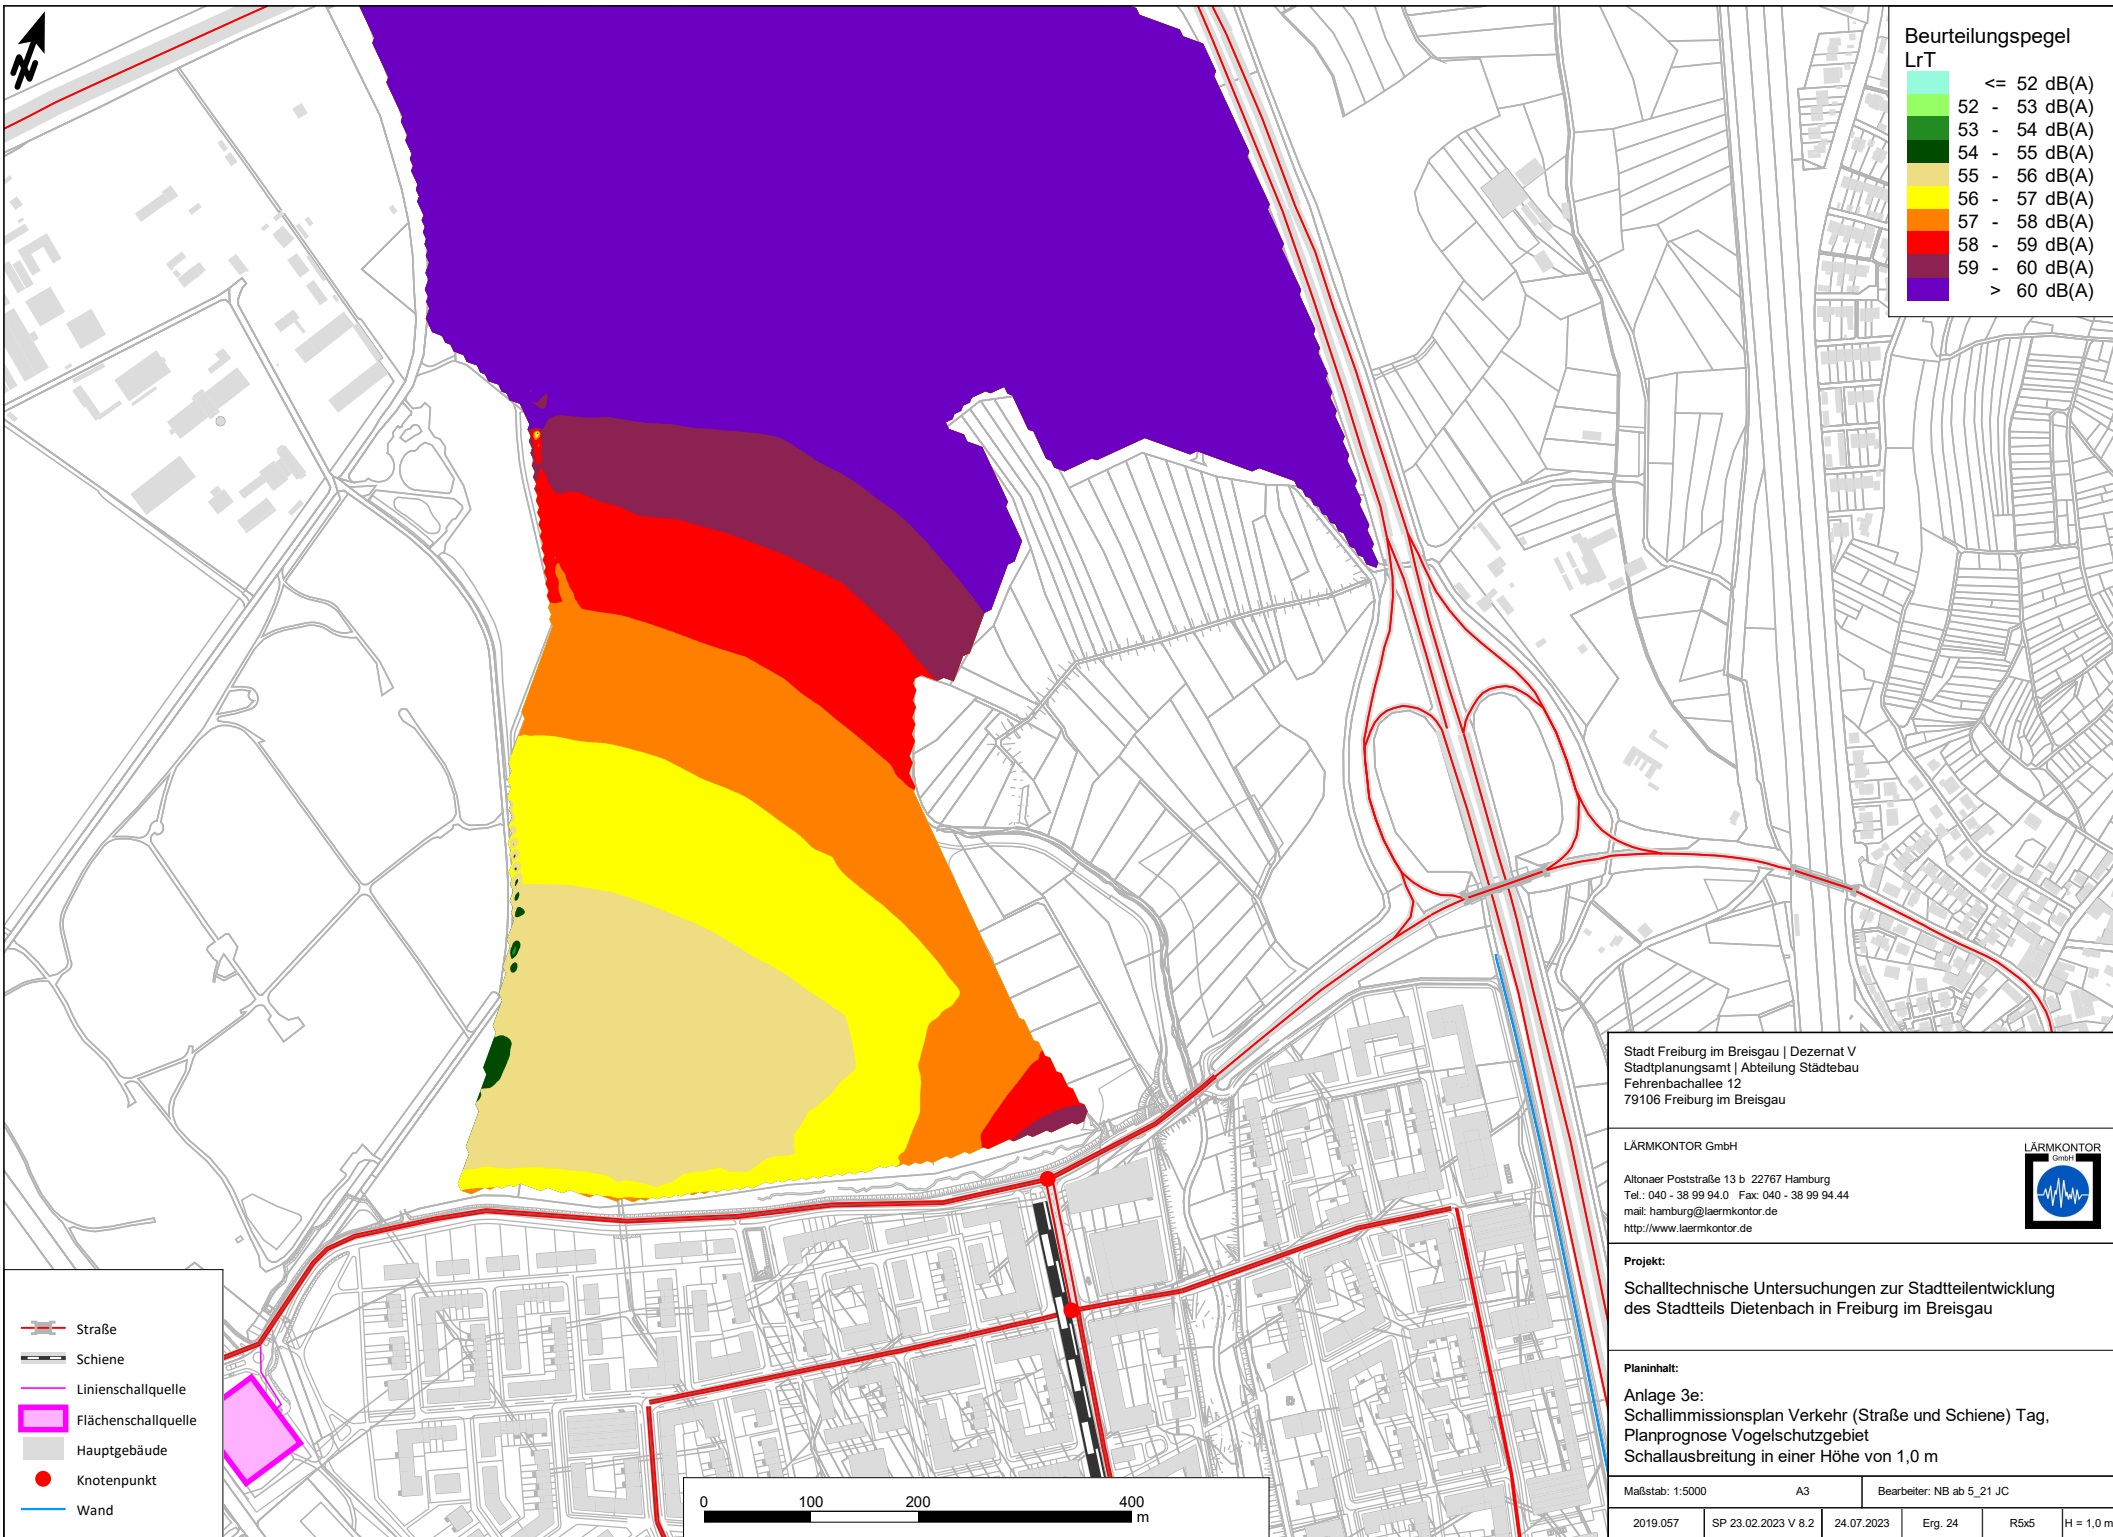 Beurteilungspegel
LrT
<= 52 dB(A)
52 - 53 dB(A)
53 - 54 dB(A)
54 - 55 dB(A)
55 - 56 dB(A)
56 - 57 dB(A)
57 - 58 dB(A)
58 - 59 dB(A)
59 - 60 dB(A)
> 60 dB(A)
Straße
Schiene
Linienschallquelle
Flächenschallquelle
Hauptgebäude
Knotenpunkt
Wand
0 100 200 400
m
Stadt Freiburg im Breisgau | Dezernat V
Stadtplanungsamt | Abteilung Städtebau
Fehrenbachallee 12
79106 Freiburg im Breisgau
LÄRMKONTOR GmbH
Altonaer Poststraße 13 b 22767 Hamburg
Tel.: 040 - 38 99 94.0 Fax: 040 - 38 99 94.44
mail: hamburg@laermkontor.de
http://www.laermkontor.de
LÄRMKONTOR
GmbH
Projekt:
Schalltechnische Untersuchungen zur Stadtteilentwicklung
des Stadtteils Dietenbach in Freiburg im Breisgau
Planinhalt:
Anlage 3e:
Schallimmissionsplan Verkehr (Straße und Schiene) Tag,
Planprognose Vogelschutzgebiet
Schallausbreitung in einer Höhe von 1,0 m
Maßstab: 1:5000 A3 Bearbeiter: NB ab 5_21 JC
2019.057 SP 23.02.2023 V 8.2 24.07.2023 Erg. 24 R5x5 H = 1,0 m